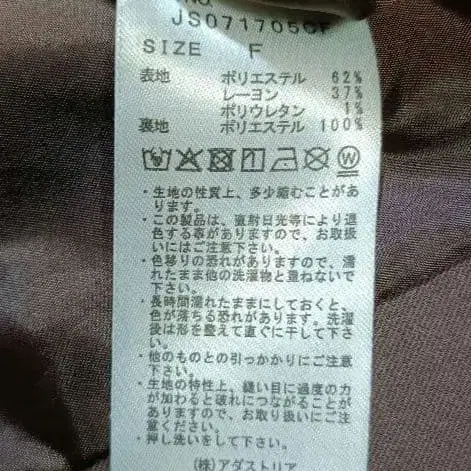 NO.
JS071705CF
SIZE F
表地 ポリエステル 62%
レーヨン 37%
ポリウレタン 1%
裏地 ポリエステル 100%
・生地の性質上、多少縮むことがあ
ります。
・この製品は、直射日光等により退
色する事がありますので、お取扱
いにはご注意下さい。
・色移りの恐れがありますので、濡
れたまま他の洗濯物と重ねないで
下さい。
・長時間濡れたままにしておくと、
色が落ちる恐れがあります。洗濯
後は形を整えて直ぐに干して下さ
い。
・他のものとの引っかかりにご注意
下さい。
・生地の特性上、縫い目に過度の力
が加わると破れにつながることが
ありますので、お取り扱いにご注
意ください。
・押し洗いをして下さい。
(株)アダストリア